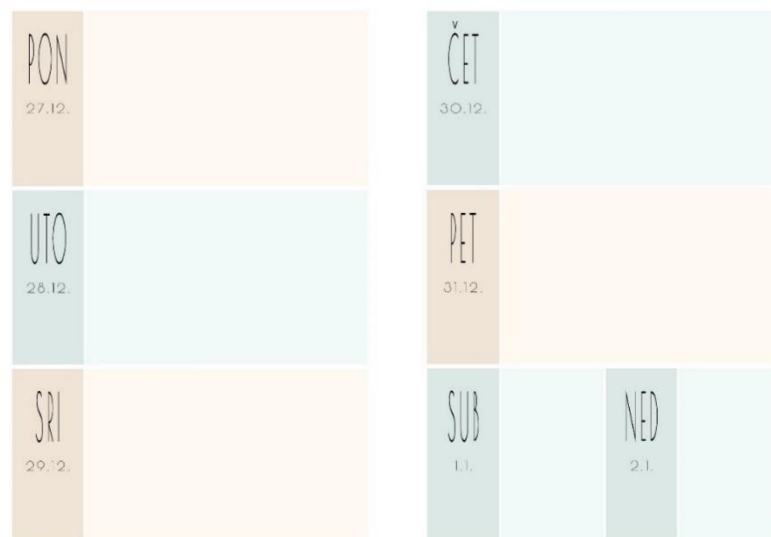 PON
27.12.
UTO
28.12.
SRI
29.12.
ČET
30.12.
PET
31.12.
SUB
1.1.
NED
2.1.